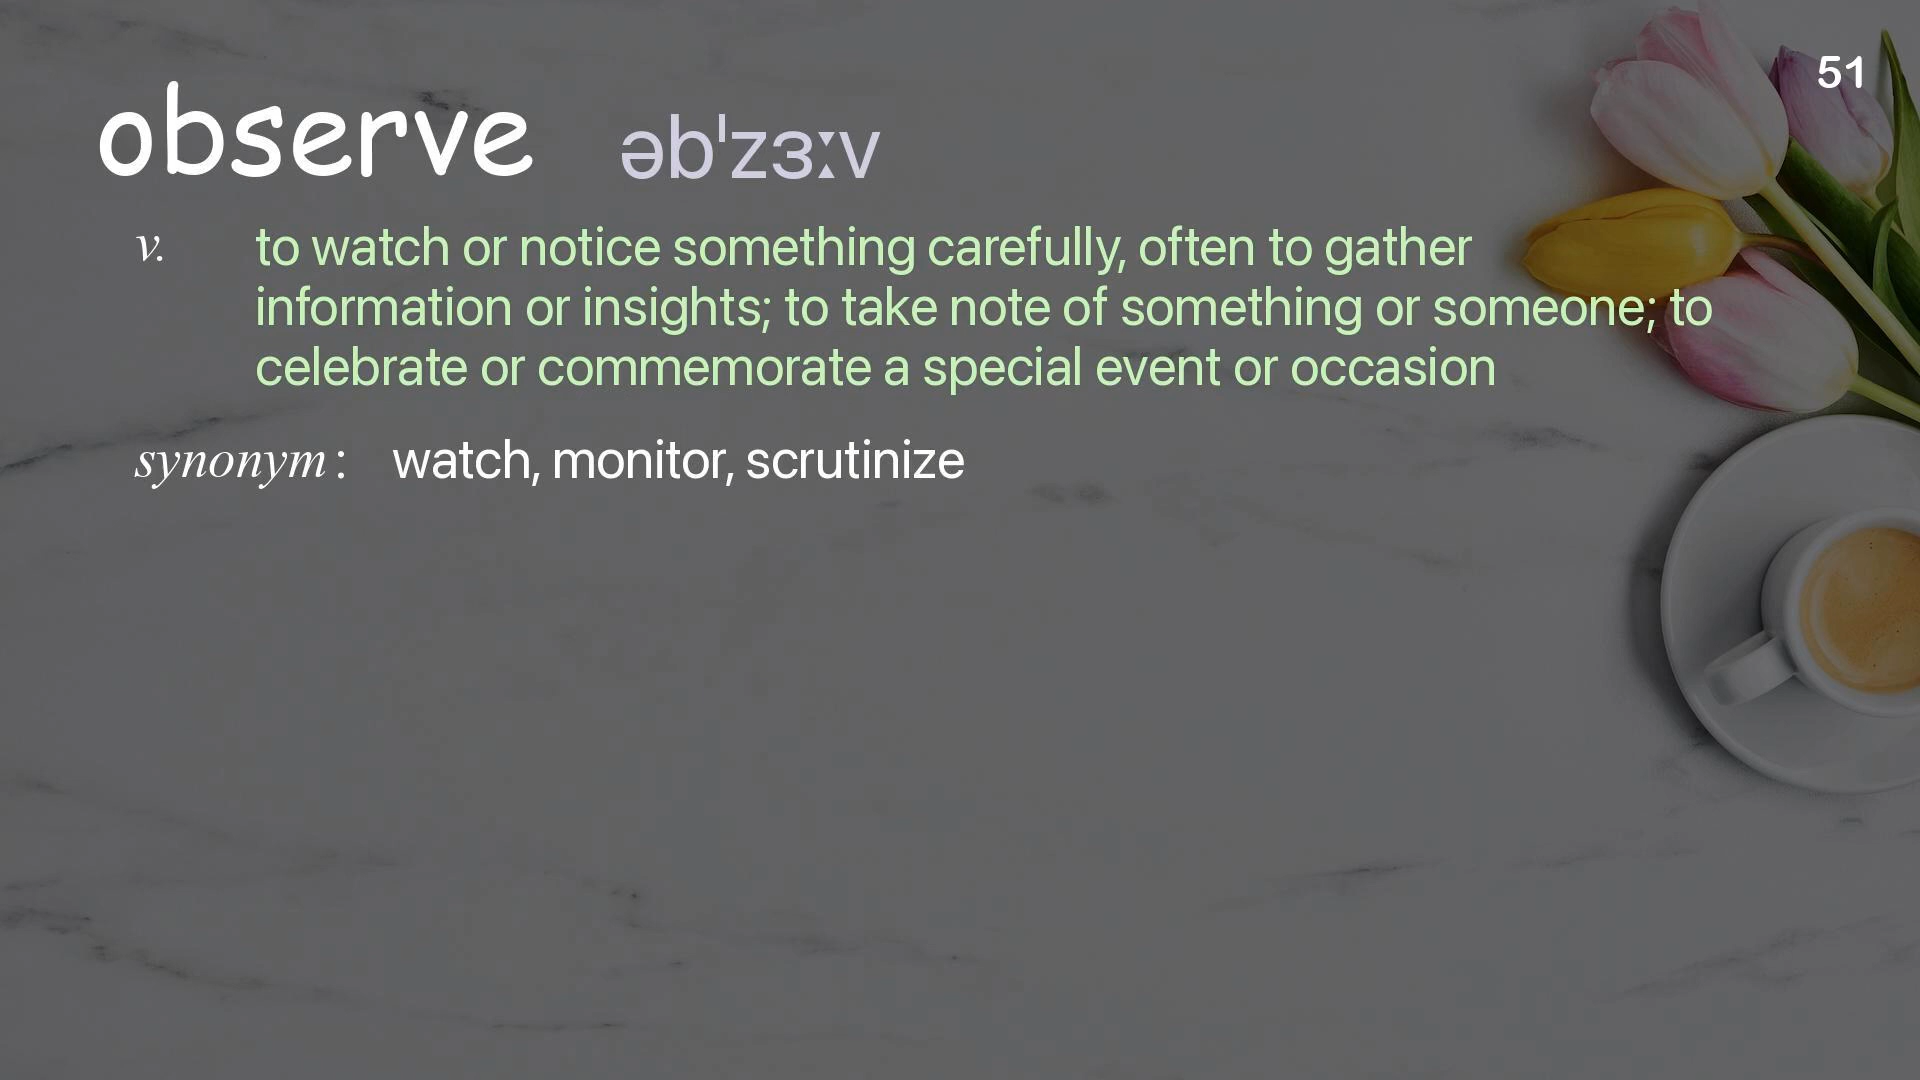 51
observe əbˈzɜːv
v. to watch or notice something carefully, often to gather
information or insights; to take note of something or someone; to
celebrate or commemorate a special event or occasion
synonym: watch, monitor, scrutinize